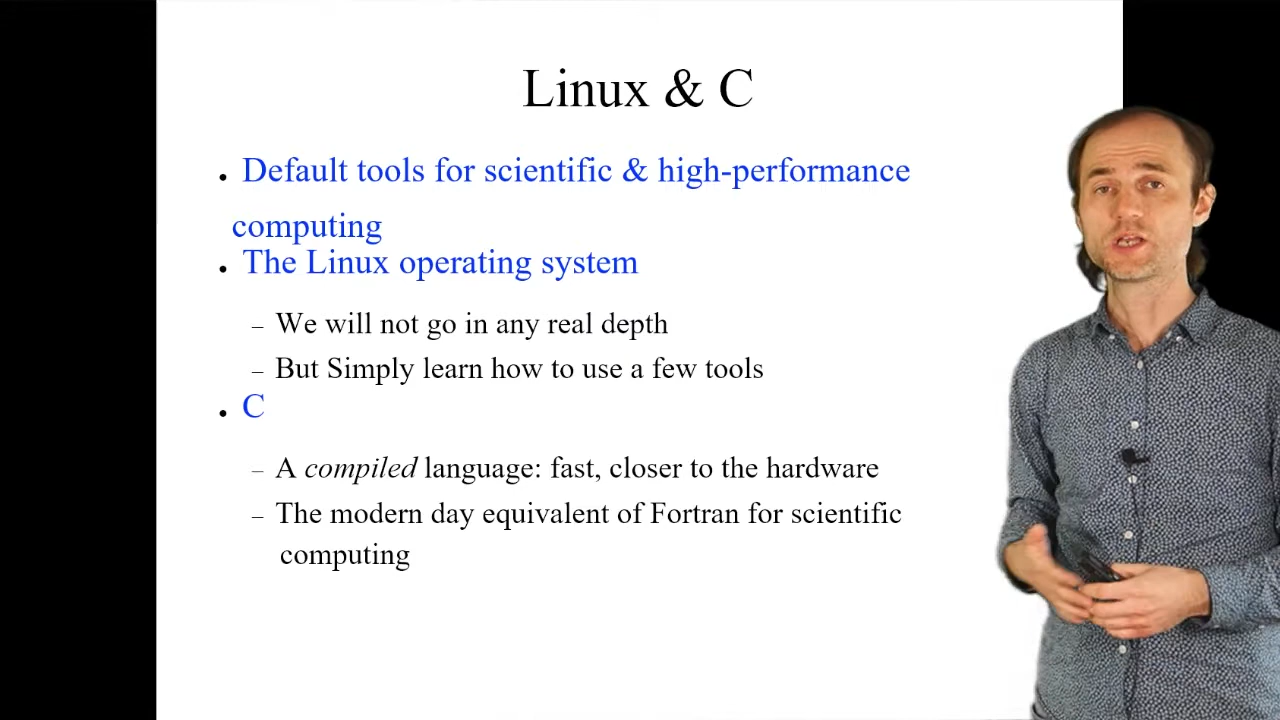 Linux & C
• Default tools for scientific & high-performance
computing
• The Linux operating system
– We will not go in any real depth
– But Simply learn how to use a few tools
• C
– A compiled language: fast, closer to the hardware
– The modern day equivalent of Fortran for scientific
computing